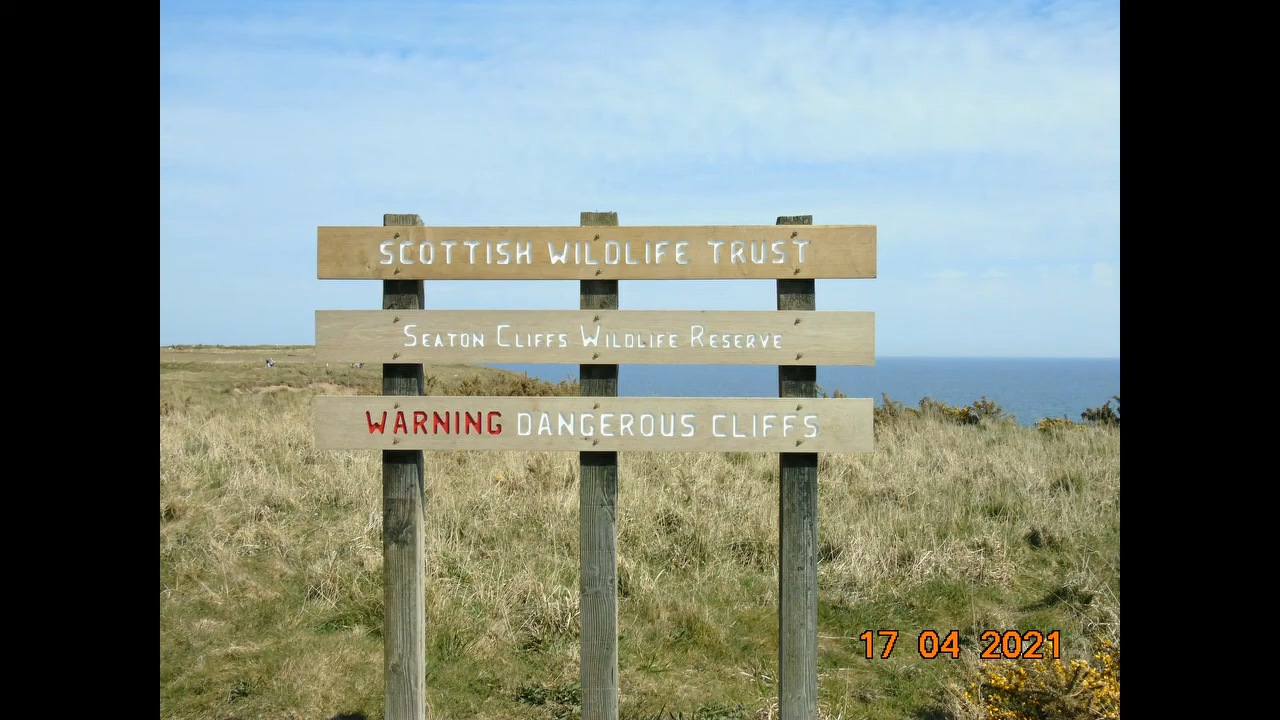 SCOTTISH WILDLIFE TRUST
SEATON CLIFFS WILDLIFE RESERVE
WARNING DANGEROUS CLIFFS
17 04 2021